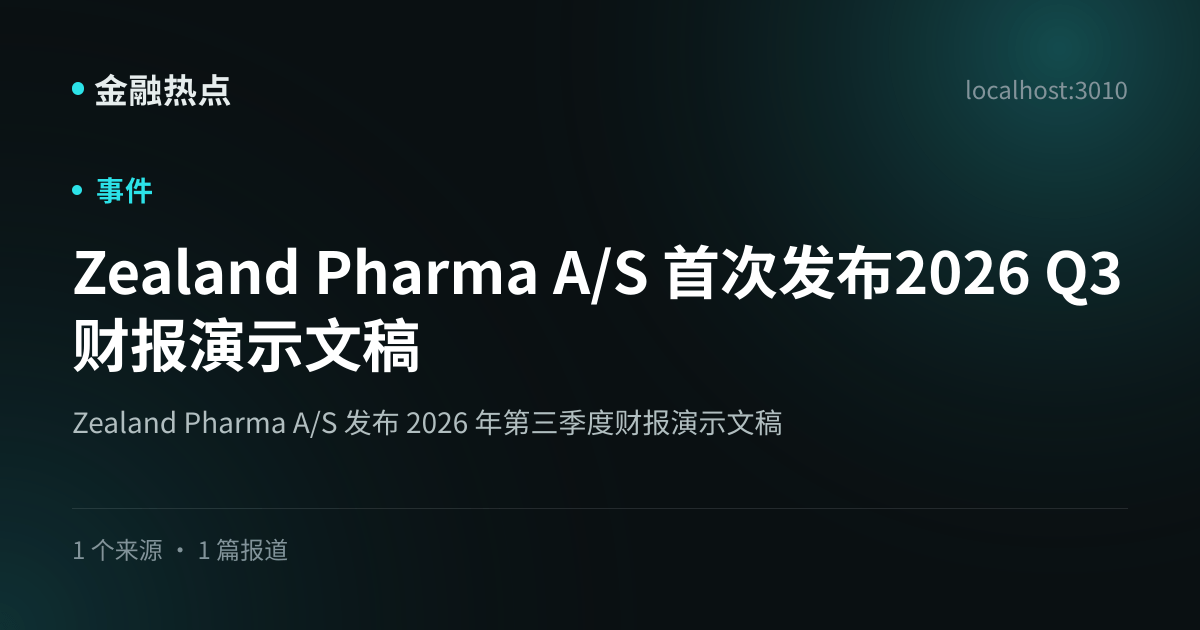 金融热点
localhost:3010
事件
Zealand Pharma A/S 首次发布2026 Q3
财报演示文稿
Zealand Pharma A/S 发布 2026 年第三季度财报演示文稿
1 个来源 · 1 篇报道